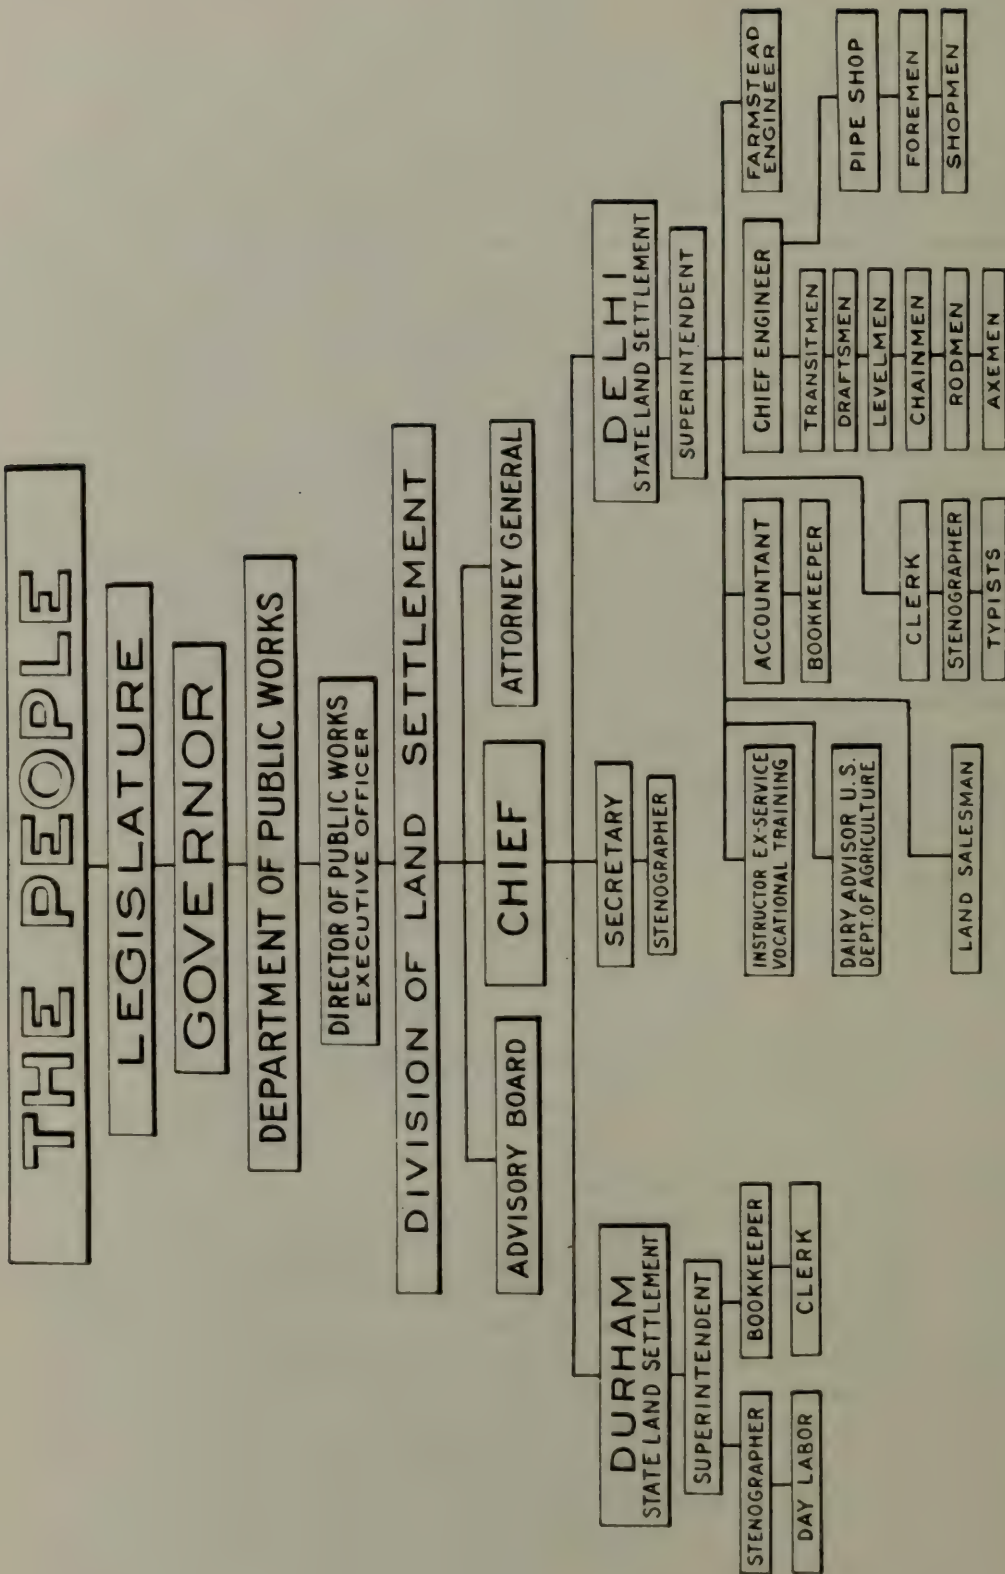 THE PEOPLE
LEGISLATURE
GOVERNOR
DEPARTMENT OF PUBLIC WORKS
DIRECTOR OF PUBLIC WORKS
EXECUTIVE OFFICER
DIVISION OF LAND SETTLEMENT
ADVISORY BOARD
CHIEF
ATTORNEY GENERAL
DURHAM
STATE LAND SETTLEMENT
SUPERINTENDENT
STENOGRAPHER
DAY LABOR
BOOKKEEPER
CLERK
SECRETARY
STENOGRAPHER
DELHI
STATE LAND SETTLEMENT
SUPERINTENDENT
INSTRUCTOR EX-SERVICE
VOCATIONAL TRAINING
DAIRY ADVISOR U.S.
DEPT. OF AGRICULTURE
LAND SALESMAN
ACCOUNTANT
BOOKKEEPER
CLERK
STENOGRAPHER
TYPISTS
CHIEF ENGINEER
TRANSITMEN
DRAFTSMEN
LEVELMEN
CHAINMEN
RODMEN
AXEMEN
FARMSTEAD
ENGINEER
PIPE SHOP
FOREMEN
SHOPMEN